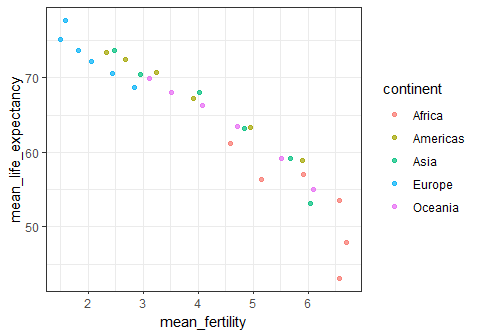 mean_life_expectancy
70
60
50
2 3 4 5 6
mean_fertility
continent
Africa
Americas
Asia
Europe
Oceania